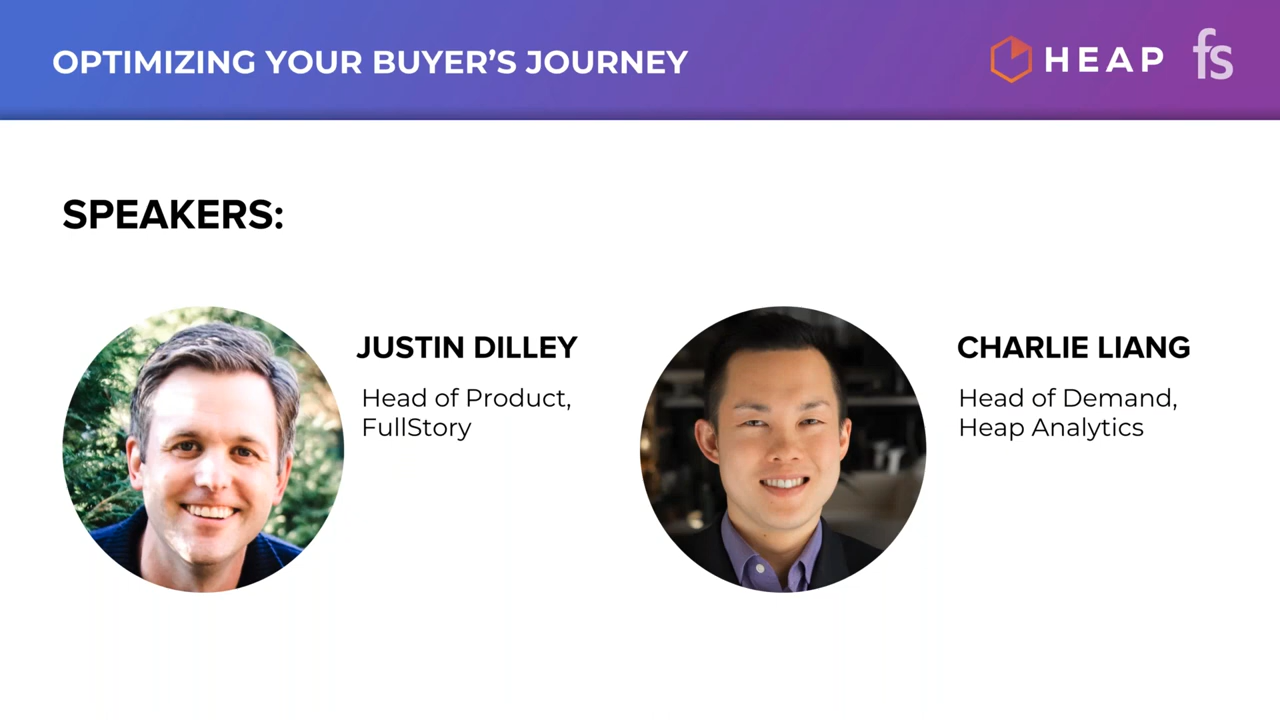 OPTIMIZING YOUR BUYER’S JOURNEY
HEAP
fs
SPEAKERS:
JUSTIN DILLEY
Head of Product,
FullStory
CHARLIE LIANG
Head of Demand,
Heap Analytics